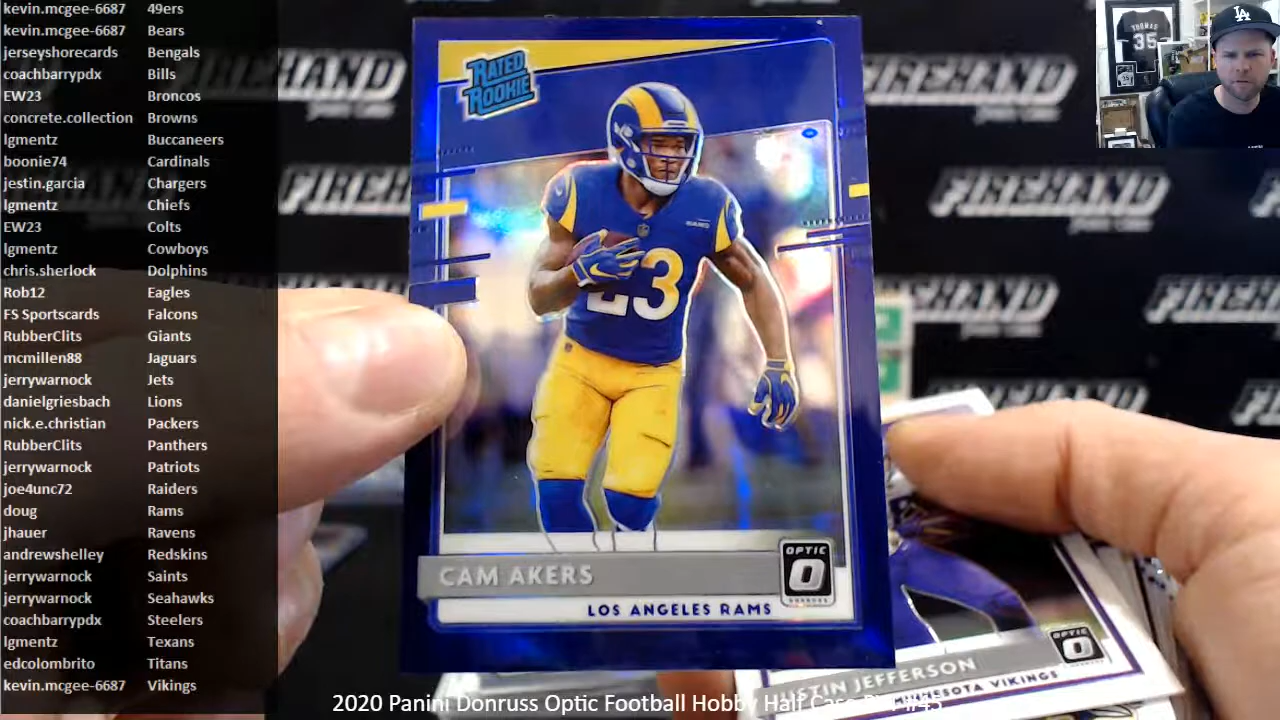 kevin.mcgee-6687 49ers
kevin.mcgee-6687 Bears
jerseyshorecards Bengals
coachbarrypdx Bills
EW23 Broncos
concrete.collection Browns
lgmentz Buccaneers
boonie74 Cardinals
jestin.garcia Chargers
lgmentz Chiefs
EW23 Colts
lgmentz Cowboys
chris.sherlock Dolphins
Rob12 Eagles
FS Sportscards Falcons
RubberClits Giants
mcmillen88 Jaguars
jerrywarnock Jets
danielgriesbach Lions
nick.e.christian Packers
RubberClits Panthers
jerrywarnock Patriots
joe4unc72 Raiders
doug Rams
jhauer Ravens
andrewshelley Redskins
jerrywarnock Saints
jerrywarnock Seahawks
coachbarrypdx Steelers
lgmentz Texans
edcolombrito Titans
kevin.mcgee-6687 Vikings
RATED
ROOKIE
23
CAM AKERS
OPTIC
LOS ANGELES RAMS
FIREHAND
FIREHAND
FIREHAND
THOMAS
35
LA
JUSTIN JEFFERSON
MINNESOTA VIKINGS
OPTIC
2020 Panini Donruss Optic Football Hobby Half Case